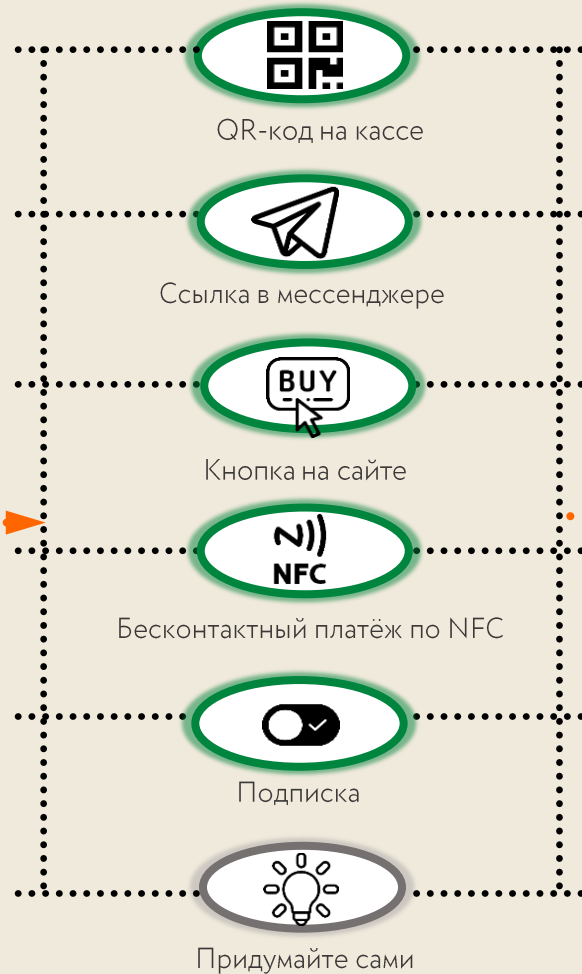 QR-код на кассе
Ссылка в мессенджере
BUY
Кнопка на сайте
NFC
Бесконтактный платёж по NFC
Подписка
Придумайте сами